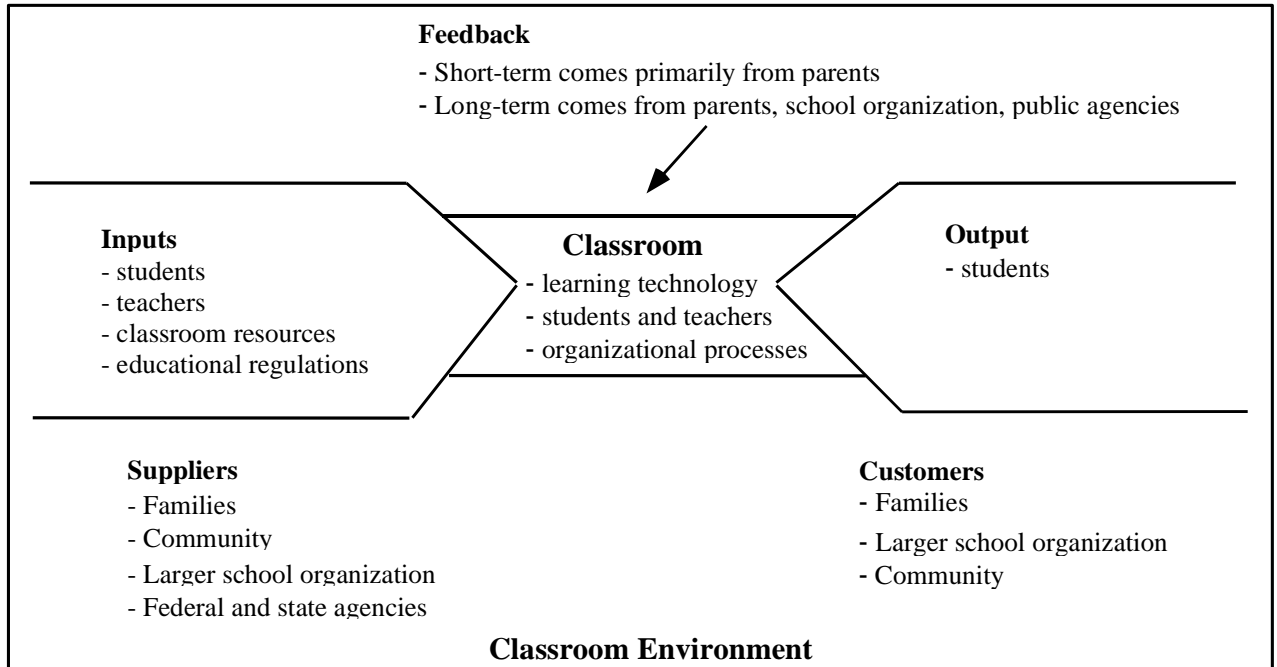 Feedback
- Short-term comes primarily from parents
- Long-term comes from parents, school organization, public agencies
Inputs
- students
- teachers
- classroom resources
- educational regulations
Classroom
- learning technology
- students and teachers
- organizational processes
Output
- students
Suppliers
- Families
- Community
- Larger school organization
- Federal and state agencies
Customers
- Families
- Larger school organization
- Community
Classroom Environment